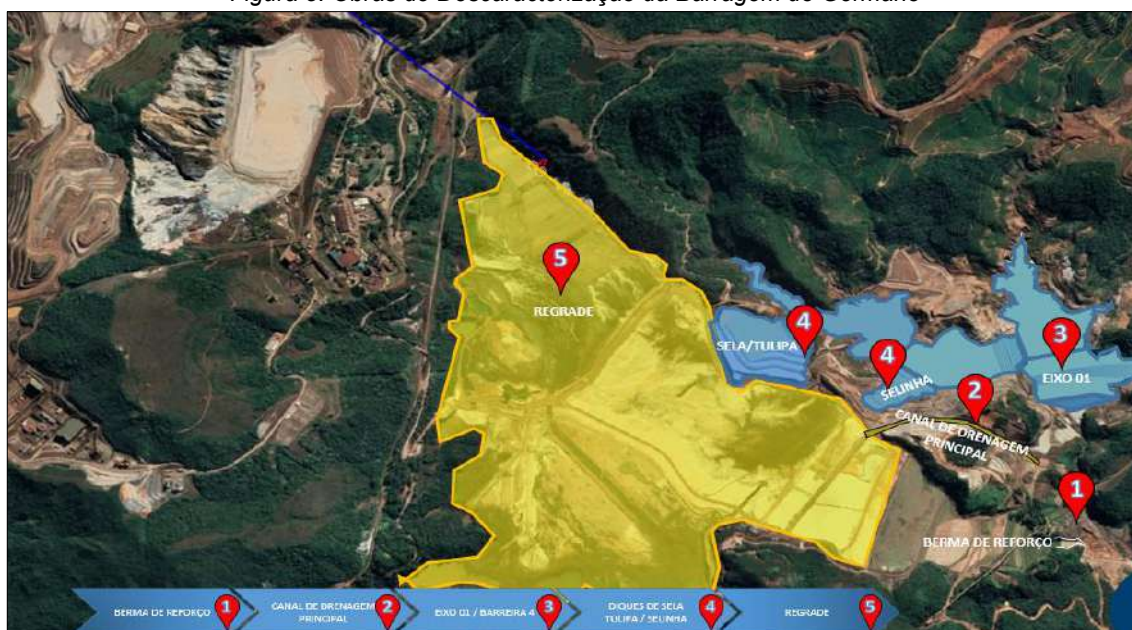 Figura 3: Obras de Descaracterização da Barragem de Germano
5
REGRADE
4
SELA/TULIPA
4
SELINHA
3
EIXO 01
2
CANAL DE DRENAGEM
PRINCIPAL
1
BERMA DE REFORÇO
BERMA DE REFORÇO 1
CANAL DE DRENAGEM
PRINCIPAL 2
EIXO 01 / BARREIRA 4 3
DIQUES DE SELA
TULIPA / SELINHA 4
REGRADE 5